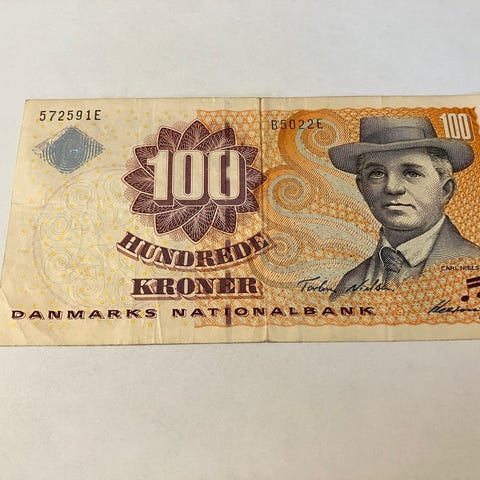 572591E
B5022E
100
100
HUNDREDE
KRONER
CARL NIELS
DANMARKS NATIONALBANK